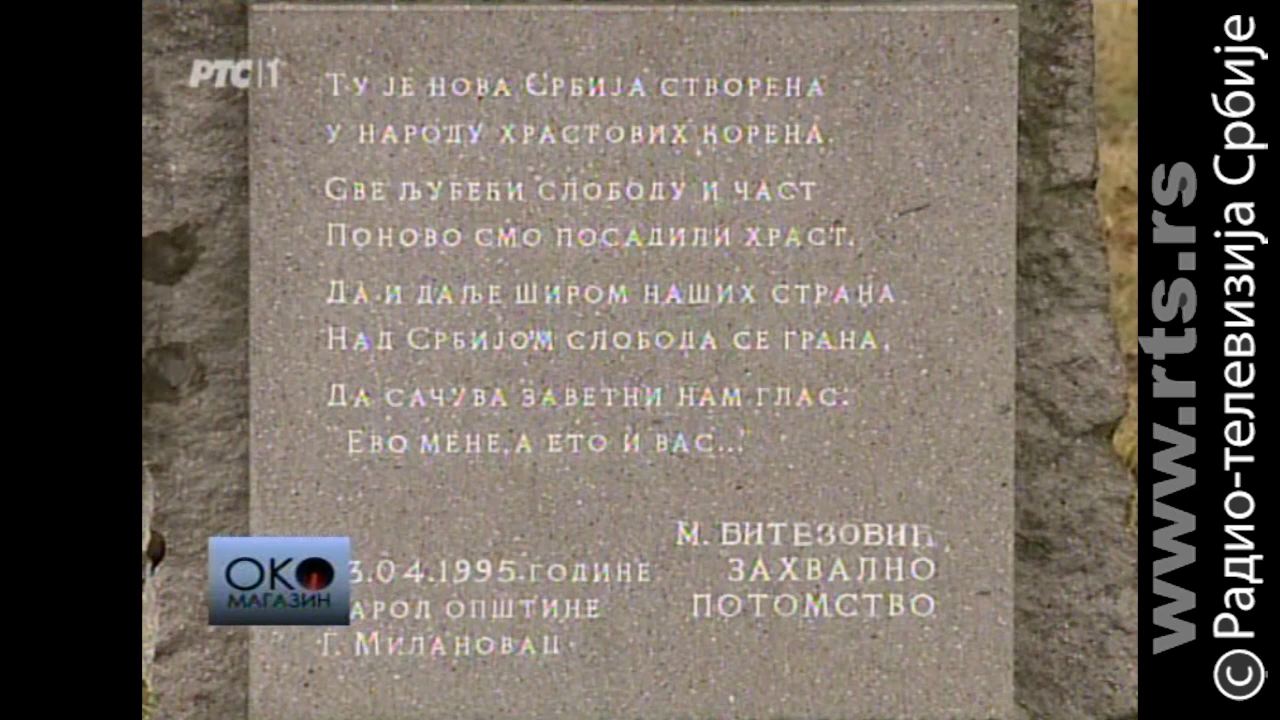 РТС|1
Ту је нова Србија створена
у народу храстових корена.
Све љубећи слободу и част
Поново смо посадили храст.
Да и даље широм наших страна
Над Србијом слобода се грана,
Да сачува заветни нам глас:
Ево мене, а ето и вас...
М. ВИТЕЗОВИЋ,
ЗАХВАЛНО
ПОТОМСТВО
3.04.1995.ГОДИНЕ
АРОД ОПШТИНЕ
Г. МИЛАНОВАЦ
ОКО
МАГАЗИН
www.rts.rs
© Радио-телевизија Србије